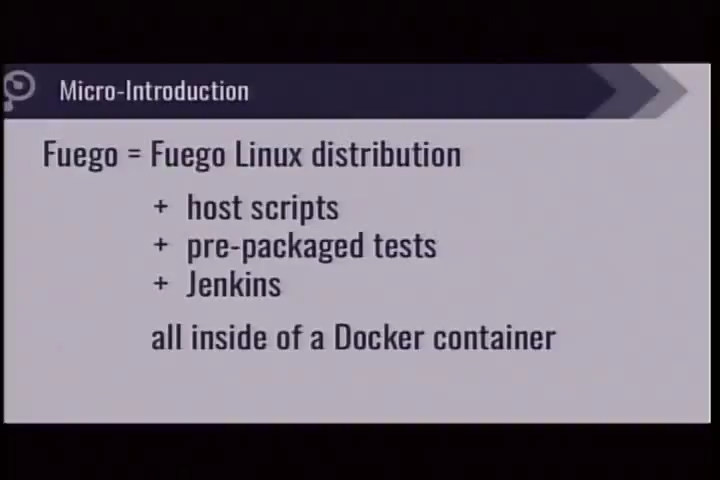 Micro-Introduction
Fuego = Fuego Linux distribution
+ host scripts
+ pre-packaged tests
+ Jenkins
all inside of a Docker container